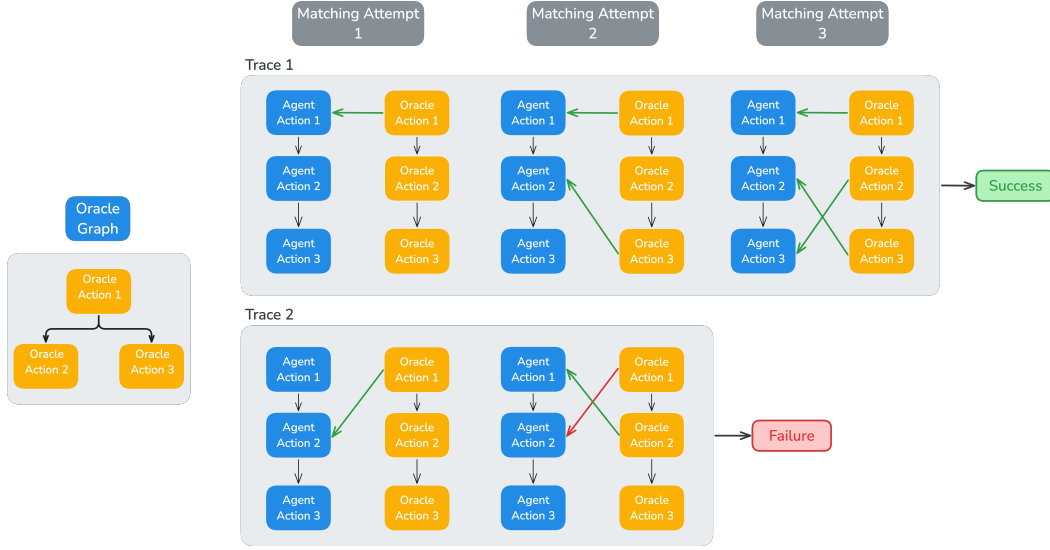 Matching Attempt
1
Matching Attempt
2
Matching Attempt
3
Trace 1
Agent
Action 1
Oracle
Action 1
Agent
Action 1
Oracle
Action 1
Agent
Action 1
Oracle
Action 1
Agent
Action 2
Oracle
Action 2
Agent
Action 2
Oracle
Action 2
Agent
Action 2
Oracle
Action 2
Success
Agent
Action 3
Oracle
Action 3
Agent
Action 3
Oracle
Action 3
Agent
Action 3
Oracle
Action 3
Oracle
Graph
Oracle
Action 1
Oracle
Action 2
Oracle
Action 3
Trace 2
Agent
Action 1
Oracle
Action 1
Agent
Action 1
Oracle
Action 1
Agent
Action 2
Oracle
Action 2
Agent
Action 2
Oracle
Action 2
Failure
Agent
Action 3
Oracle
Action 3
Agent
Action 3
Oracle
Action 3